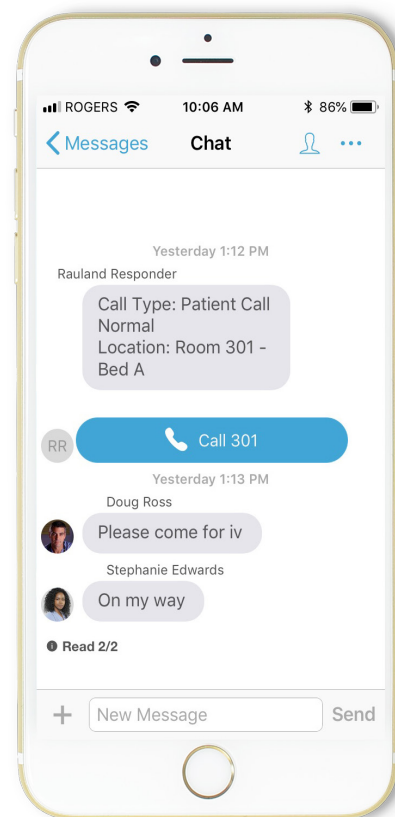 ROGERS 10:06 AM 86%
Messages Chat
Yesterday 1:12 PM
Rauland Responder
Call Type: Patient Call
Normal
Location: Room 301 -
Bed A
RR Call 301
Yesterday 1:13 PM
Doug Ross
Please come for iv
Stephanie Edwards
On my way
Read 2/2
New Message Send